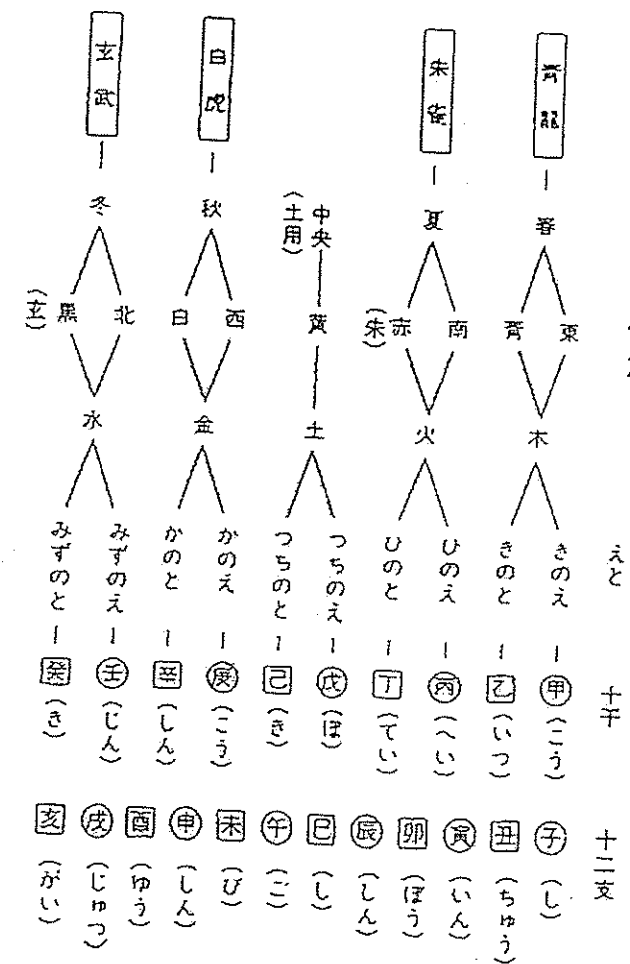 青龍
朱雀
白虎
玄武
春
夏
中央
(土用)
秋
冬
東
青
南
赤
(朱)
黄
西
白
北
黒
(玄)
木
火
土
金
水
えと
きのえ
きのと
ひのえ
ひのと
つちのえ
つちのと
かのえ
かのと
みずのえ
みずのと
十干
甲(こう)
乙(いつ)
丙(へい)
丁(てい)
戊(ぼ)
己(き)
庚(こう)
辛(しん)
壬(じん)
癸(き)
十二支
子(し)
丑(ちゅう)
寅(いん)
卯(ぼう)
辰(しん)
巳(し)
午(ご)
未(び)
申(しん)
酉(ゆう)
戌(じゅつ)
亥(がい)